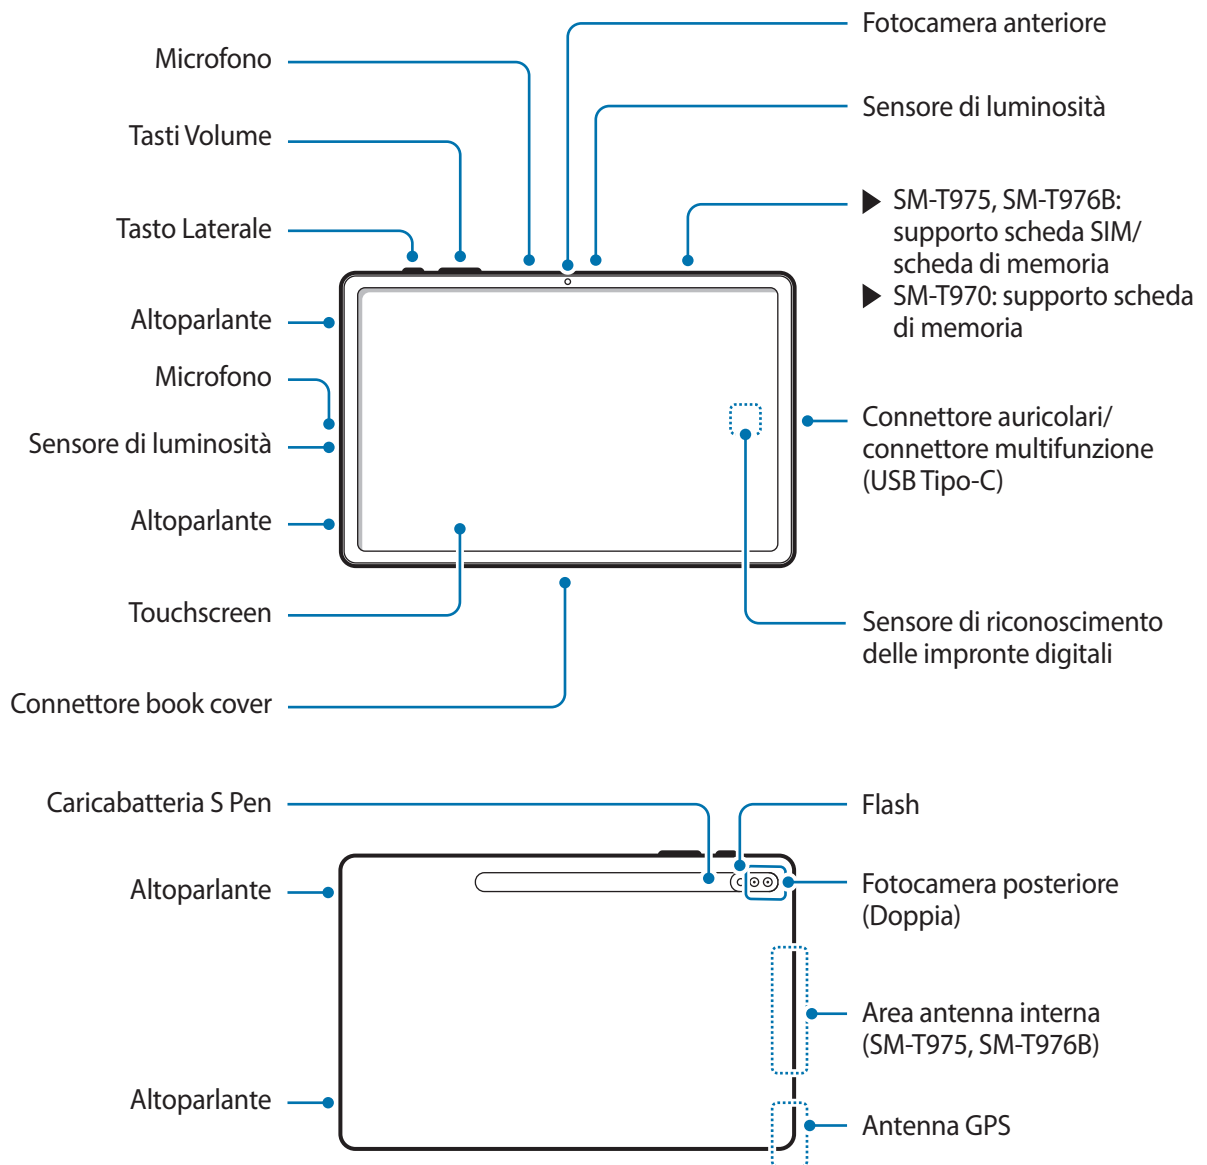 Microfono
Tasti Volume
Tasto Laterale
Altoparlante
Microfono
Sensore di luminosità
Altoparlante
Touchscreen
Connettore book cover
Fotocamera anteriore
Sensore di luminosità
▶ SM-T975, SM-T976B:
supporto scheda SIM/
scheda di memoria
▶ SM-T970: supporto scheda
di memoria
Connettore auricolari/
connettore multifunzione
(USB Tipo-C)
Sensore di riconoscimento
delle impronte digitali
Caricabatteria S Pen
Altoparlante
Altoparlante
Flash
Fotocamera posteriore
(Doppia)
Area antenna interna
(SM-T975, SM-T976B)
Antenna GPS